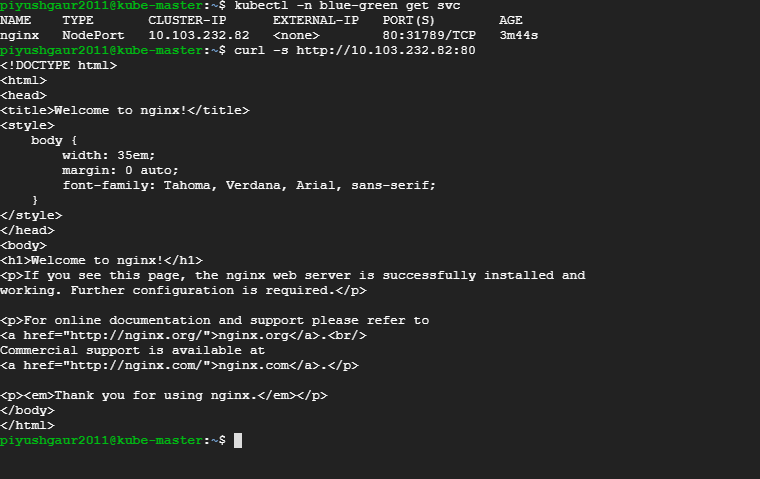 piyushgaur2011@kube-master:~$ kubectl -n blue-green get svc
NAME    TYPE       CLUSTER-IP      EXTERNAL-IP   PORT(S)        AGE
nginx   NodePort   10.103.232.82   <none>        80:31789/TCP   3m44s
piyushgaur2011@kube-master:~$ curl -s http://10.103.232.82:80
<!DOCTYPE html>
<html>
<head>
<title>Welcome to nginx!</title>
<style>
    body {
        width: 35em;
        margin: 0 auto;
        font-family: Tahoma, Verdana, Arial, sans-serif;
    }
</style>
</head>
<body>
<h1>Welcome to nginx!</h1>
<p>If you see this page, the nginx web server is successfully installed and
working. Further configuration is required.</p>

<p>For online documentation and support please refer to
<a href="http://nginx.org/">nginx.org</a>.<br/>
Commercial support is available at
<a href="http://nginx.com/">nginx.com</a>.</p>

<p><em>Thank you for using nginx.</em></p>
</body>
</html>
piyushgaur2011@kube-master:~$